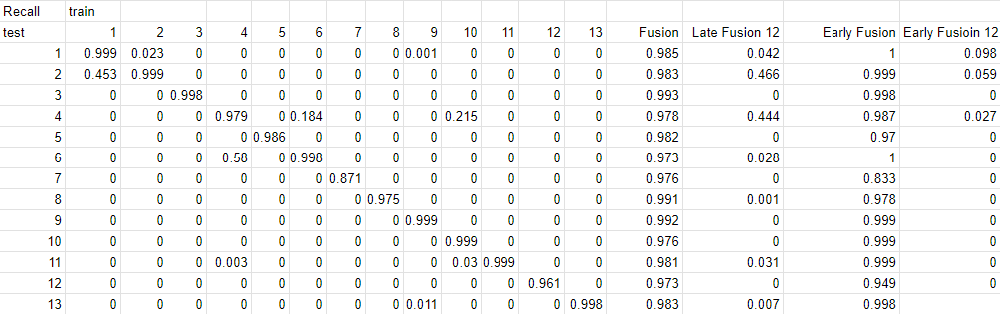 Recall train
test 1 2 3 4 5 6 7 8 9 10 11 12 13 Fusion Late Fusion 12 Early Fusion Early Fusioin 12
1 0.999 0.023 0 0 0 0 0 0 0.001 0 0 0 0 0.985 0.042 1 0.098
2 0.453 0.999 0 0 0 0 0 0 0 0 0 0 0 0.983 0.466 0.999 0.059
3 0 0 0.998 0 0 0 0 0 0 0 0 0 0 0.993 0 0.998 0
4 0 0 0 0.979 0 0.184 0 0 0 0.215 0 0 0 0.978 0.444 0.987 0.027
5 0 0 0 0 0.986 0 0 0 0 0 0 0 0 0.982 0 0.97 0
6 0 0 0 0.58 0 0.998 0 0 0 0 0 0 0 0.973 0.028 1 0
7 0 0 0 0 0 0 0.871 0 0 0 0 0 0 0.976 0 0.833 0
8 0 0 0 0 0 0 0 0.975 0 0 0 0 0 0.991 0.001 0.978 0
9 0 0 0 0 0 0 0 0 0.999 0 0 0 0 0.992 0 0.999 0
10 0 0 0 0 0 0 0 0 0 0.999 0 0 0 0.976 0 0.999 0
11 0 0 0 0.003 0 0 0 0 0 0.03 0.999 0 0 0.981 0.031 0.999 0
12 0 0 0 0 0 0 0 0 0 0 0 0.961 0 0.973 0 0.949 0
13 0 0 0 0 0 0 0 0 0.011 0 0 0 0.998 0.983 0.007 0.998